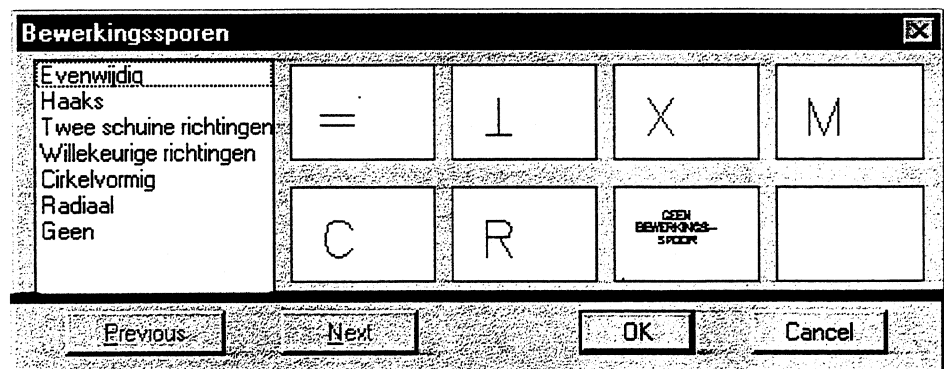 Bewerkingssporen
Evenwijdig
Haaks
Twee schuine richtingen
Willekeurige richtingen
Cirkelvormig
Radiaal
Geen
= ⊥ X M
C R
GEEN
BEWERKINGS-
SPOOR
Previous Next OK Cancel